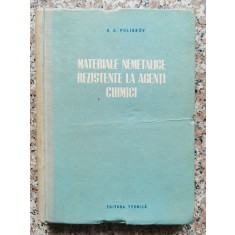 K. A. POLIAKOV
MATERIALE NEMETALICE
REZISTENTE LA AGENȚI
CHIMICI
EDITURA TEHNICĂ